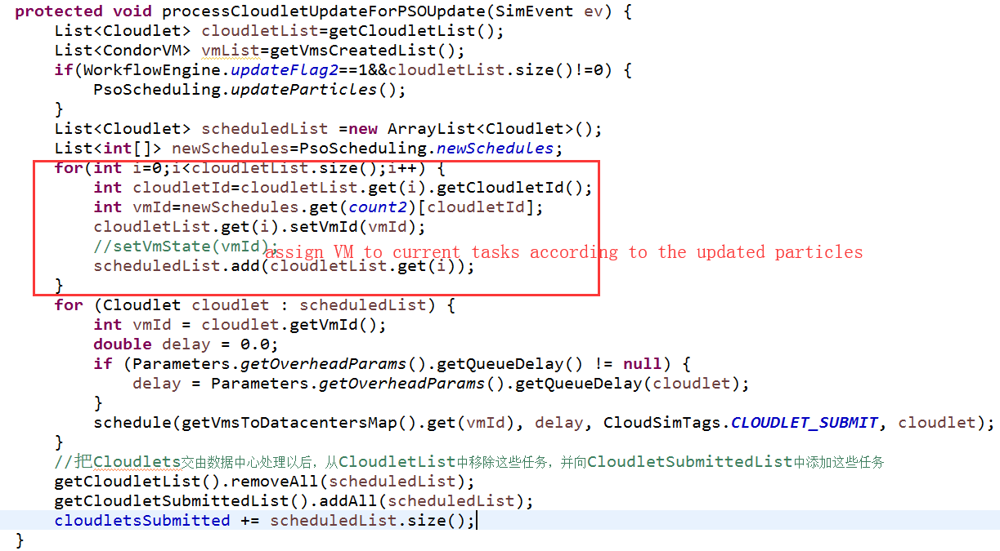 protected void processCloudletUpdateForPSOUpdate(SimEvent ev) {
List<Cloudlet> cloudletList=getCloudletList();
List<CondorVM> vmList=getVmsCreatedList();
if(WorkflowEngine.updateFlag2==1&&cloudletList.size()!=0) {
PsoScheduling.updateParticles();
}
List<Cloudlet> scheduledList =new ArrayList<Cloudlet>();
List<int[]> newSchedules=PsoScheduling.newSchedules;
for(int i=0;i<cloudletList.size();i++) {
int cloudletId=cloudletList.get(i).getCloudletId();
int vmId=newSchedules.get(count2)[cloudletId];
cloudletList.get(i).setVmId(vmId);
//setVmState(vmId);
assign VM to current tasks according to the updated particles
scheduledList.add(cloudletList.get(i));
}
for (Cloudlet cloudlet : scheduledList) {
int vmId = cloudlet.getVmId();
double delay = 0.0;
if (Parameters.getOverheadParams().getQueueDelay() != null) {
delay = Parameters.getOverheadParams().getQueueDelay(cloudlet);
}
schedule(getVmsToDatacentersMap().get(vmId), delay, CloudSimTags.CLOUDLET_SUBMIT, cloudlet);
}
//把Cloudlets交由数据中心处理以后，从CloudletList中移除这些任务，并向CloudletSubmittedList中添加这些任务
getCloudletList().removeAll(scheduledList);
getCloudletSubmittedList().addAll(scheduledList);
cloudletsSubmitted += scheduledList.size();
}